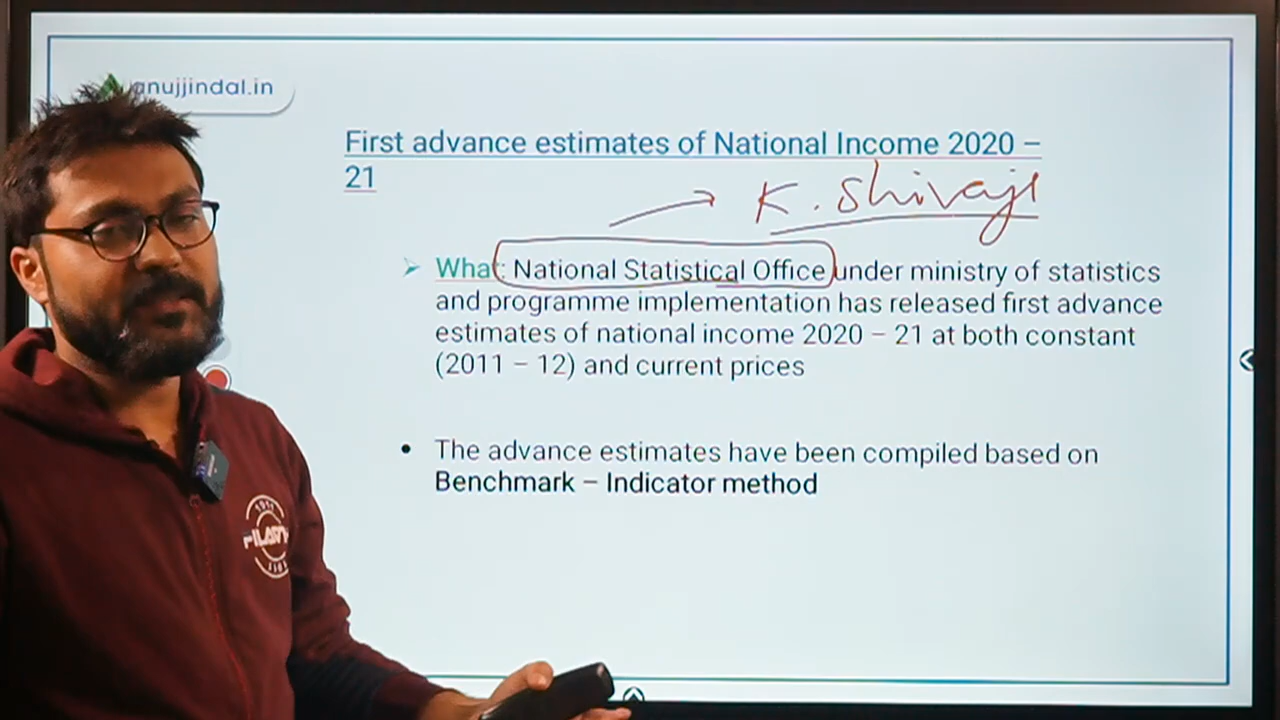 anujjindal.in
First advance estimates of National Income 2020 –
21
K. Shivaji
What: National Statistical Office under ministry of statistics
and programme implementation has released first advance
estimates of national income 2020 – 21 at both constant
(2011 – 12) and current prices
The advance estimates have been compiled based on
Benchmark – Indicator method